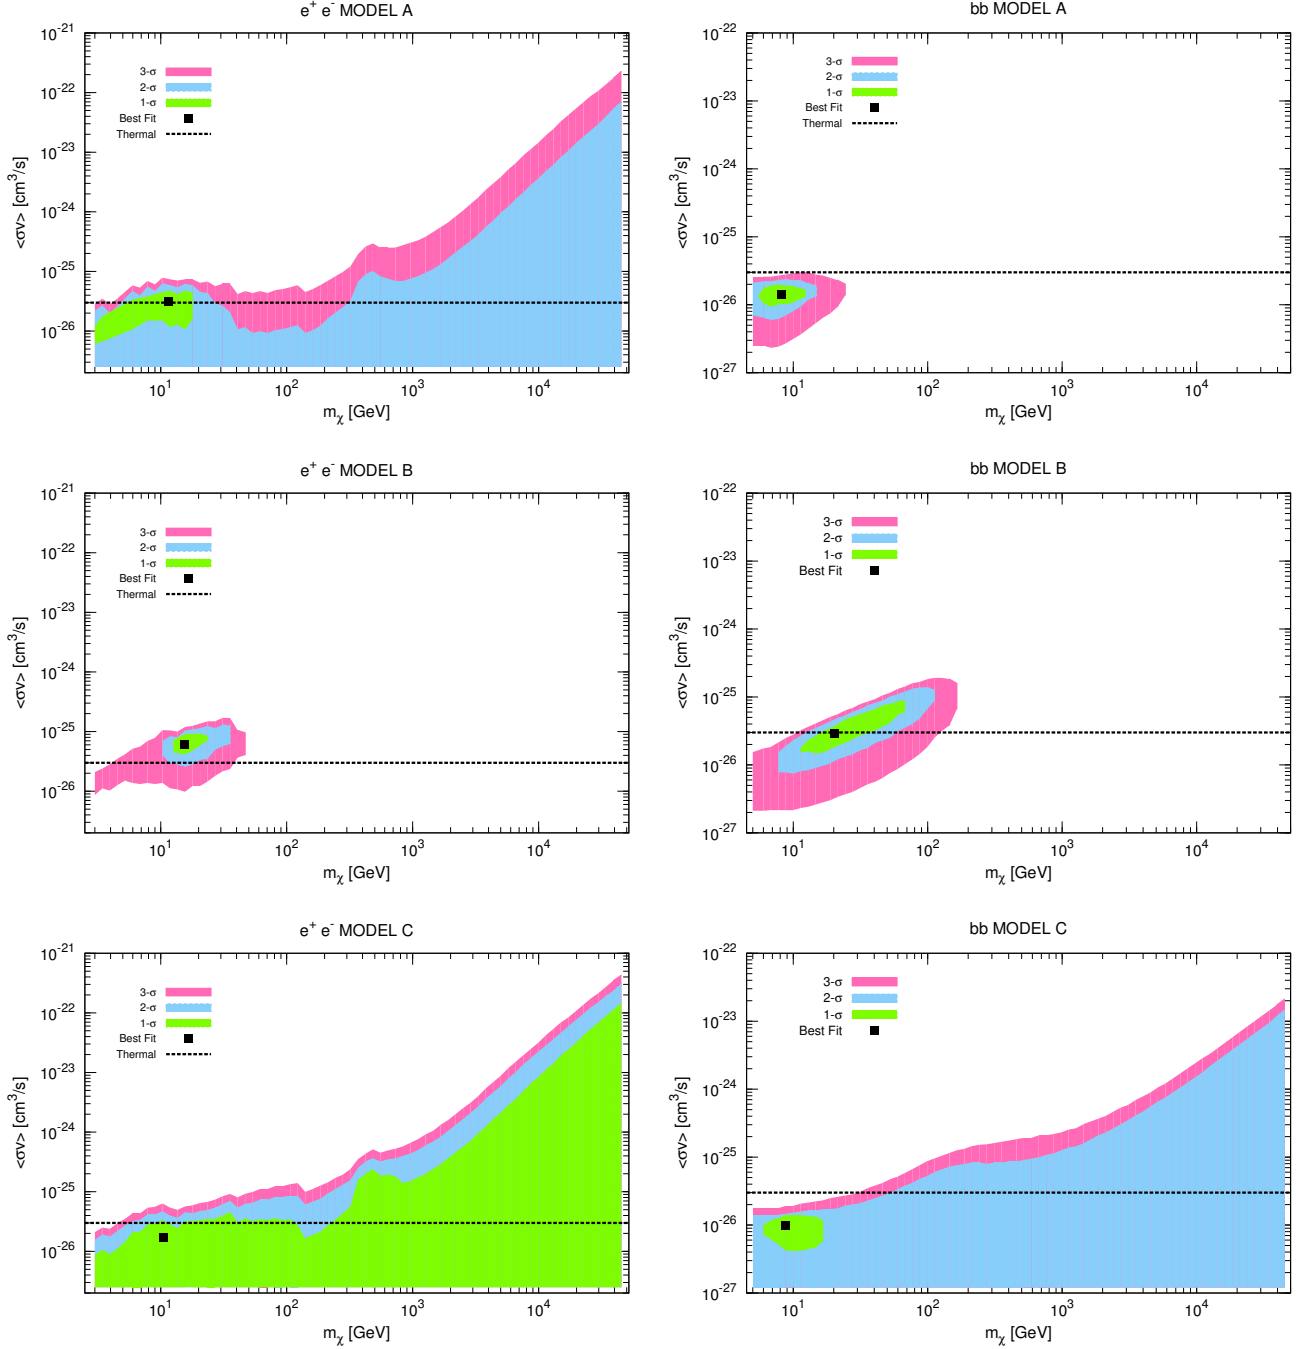 e⁺ e⁻ MODEL A
10⁻²¹
10⁻²²
10⁻²³
10⁻²⁴
10⁻²⁵
10⁻²⁶
<σv> [cm³/s]
3-σ
2-σ
1-σ
Best Fit
Thermal
10¹ 10² 10³ 10⁴
mχ [GeV]
bb MODEL A
10⁻²²
10⁻²³
10⁻²⁴
10⁻²⁵
10⁻²⁶
10⁻²⁷
<σv> [cm³/s]
3-σ
2-σ
1-σ
Best Fit
Thermal
10¹ 10² 10³ 10⁴
mχ [GeV]
e⁺ e⁻ MODEL B
10⁻²¹
10⁻²²
10⁻²³
10⁻²⁴
10⁻²⁵
10⁻²⁶
<σv> [cm³/s]
3-σ
2-σ
1-σ
Best Fit
Thermal
10¹ 10² 10³ 10⁴
mχ [GeV]
bb MODEL B
10⁻²²
10⁻²³
10⁻²⁴
10⁻²⁵
10⁻²⁶
10⁻²⁷
<σv> [cm³/s]
3-σ
2-σ
1-σ
Best Fit
10¹ 10² 10³ 10⁴
mχ [GeV]
e⁺ e⁻ MODEL C
10⁻²¹
10⁻²²
10⁻²³
10⁻²⁴
10⁻²⁵
10⁻²⁶
<σv> [cm³/s]
3-σ
2-σ
1-σ
Best Fit
Thermal
10¹ 10² 10³ 10⁴
mχ [GeV]
bb MODEL C
10⁻²²
10⁻²³
10⁻²⁴
10⁻²⁵
10⁻²⁶
10⁻²⁷
<σv> [cm³/s]
3-σ
2-σ
1-σ
Best Fit
10¹ 10² 10³ 10⁴
mχ [GeV]